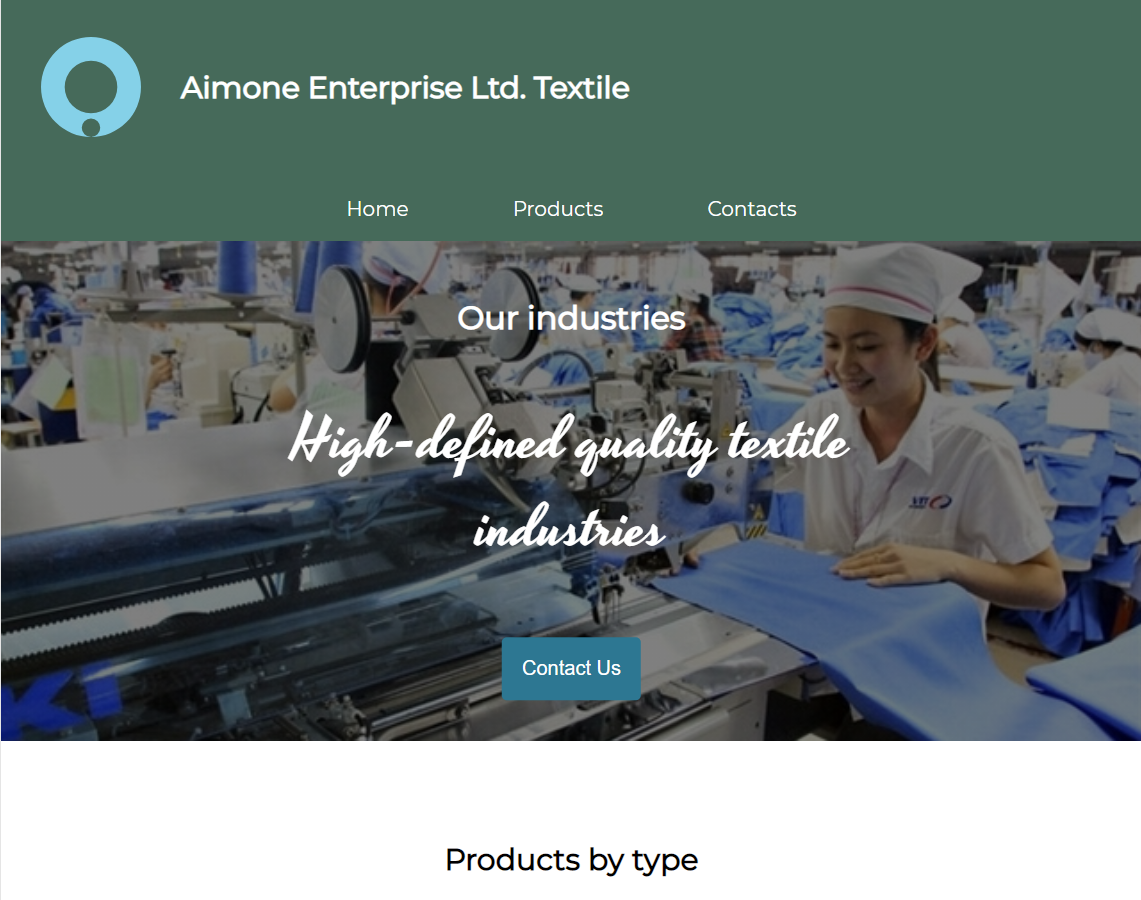 Aimone Enterprise Ltd. Textile
Home Products Contacts
Our industries
High-defined quality textile
industries
Contact Us
Products by type